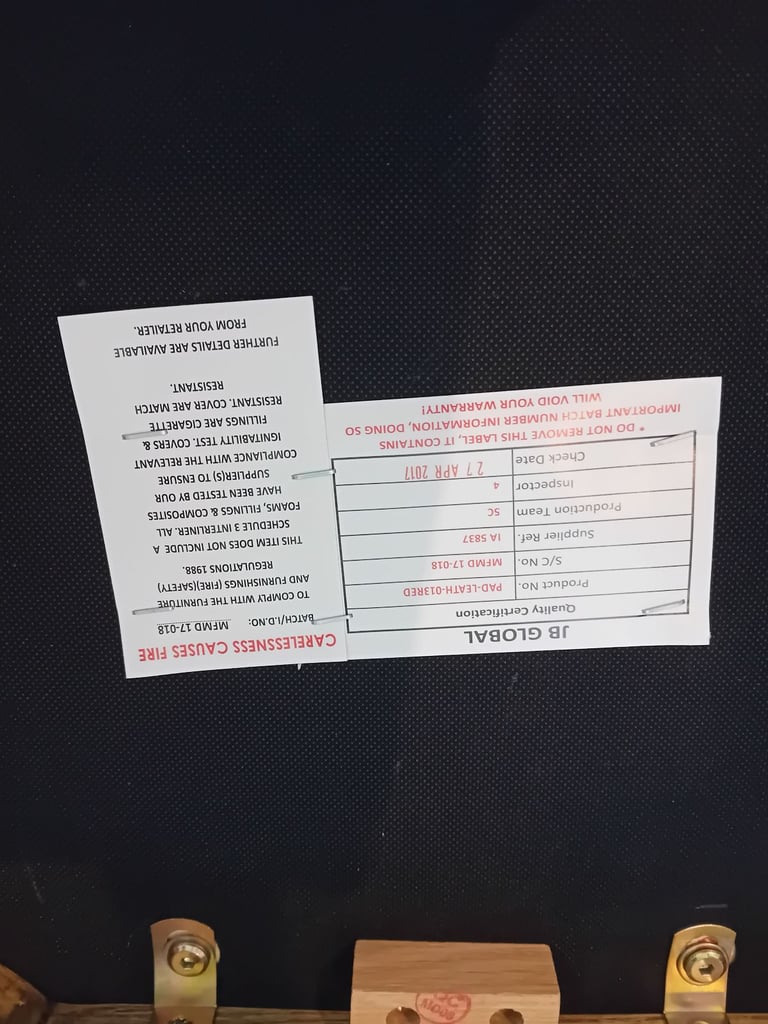 CARELESSNESS CAUSES FIRE
BATCH/I.D.NO: MFMD 17-018
TO COMPLY WITH THE FURNITURE
AND FURNISHINGS (FIRE)(SAFETY)
REGULATIONS 1988.
THIS ITEM DOES NOT INCLUDE A
SCHEDULE 3 INTERLINER. ALL
FOAMS, FILLINGS & COMPOSITES
HAVE BEEN TESTED BY OUR
SUPPLIER(S) TO ENSURE
COMPLIANCE WITH THE RELEVANT
IGNITABILITY TEST. COVERS &
FILLINGS ARE CIGARETTE
RESISTANT. COVER ARE MATCH
RESISTANT.
FURTHER DETAILS ARE AVAILABLE
FROM YOUR RETAILER.
JB GLOBAL
Quality Certification
Product No. PAD-LEATH-013RED
S/C No. MFMD 17-018
Supplier Ref. IA 5837
Production Team 5C
Inspector 4
Check Date 27 APR 2017
* DO NOT REMOVE THIS LABEL, IT CONTAINS
IMPORTANT BATCH NUMBER INFORMATION, DOING SO
WILL VOID YOUR WARRANTY!